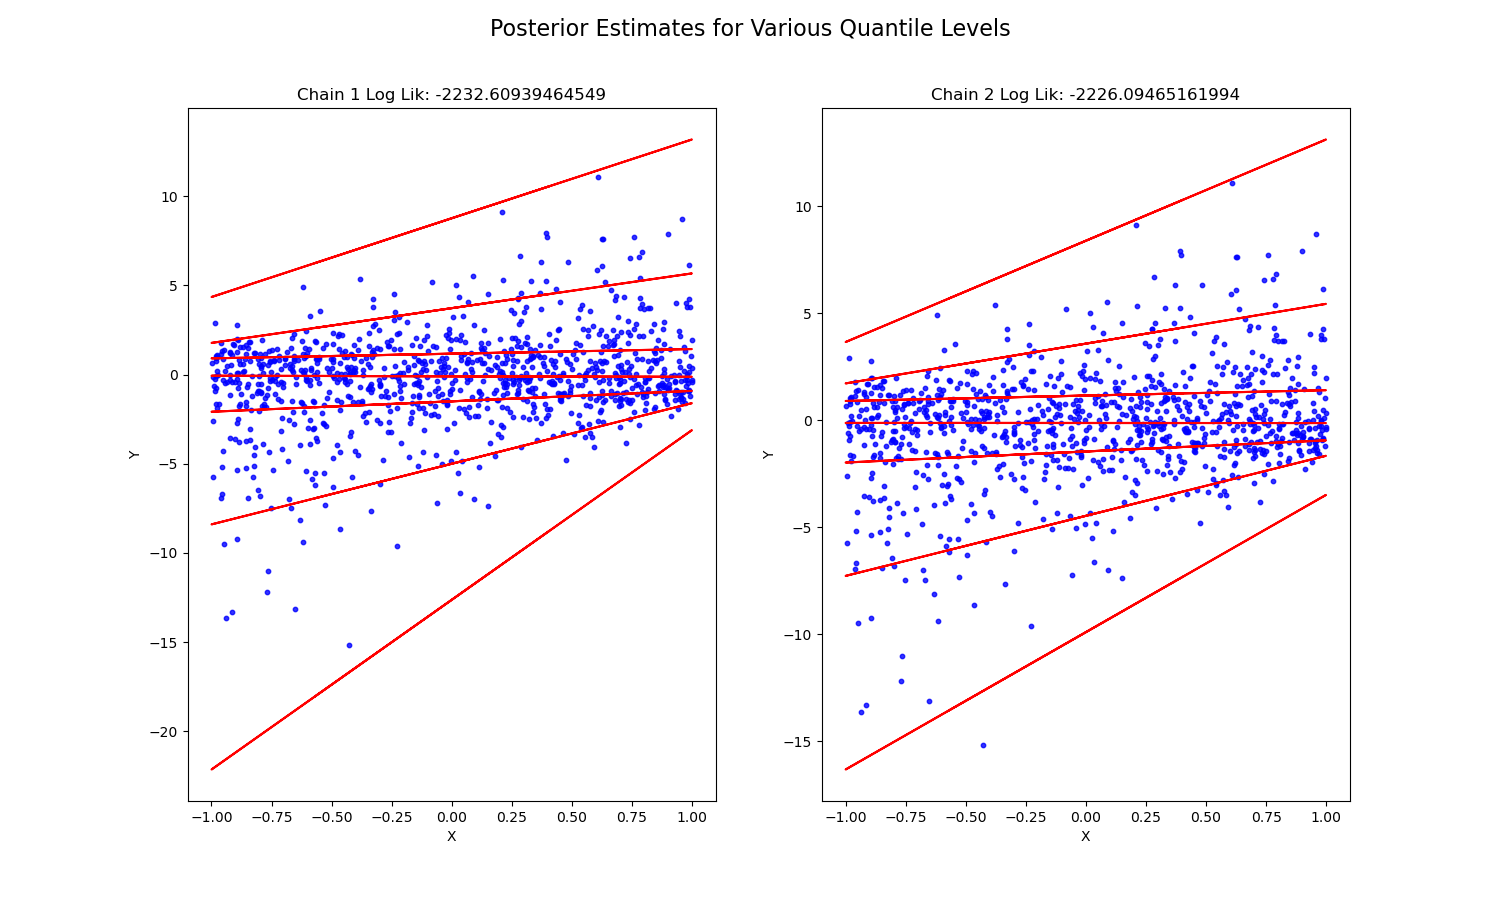 Posterior Estimates for Various Quantile Levels
Chain 1 Log Lik: -2232.60939464549
10
5
0
−5
−10
−15
−20
Y
−1.00 −0.75 −0.50 −0.25 0.00 0.25 0.50 0.75 1.00
X
Chain 2 Log Lik: -2226.09465161994
10
5
0
−5
−10
−15
Y
−1.00 −0.75 −0.50 −0.25 0.00 0.25 0.50 0.75 1.00
X